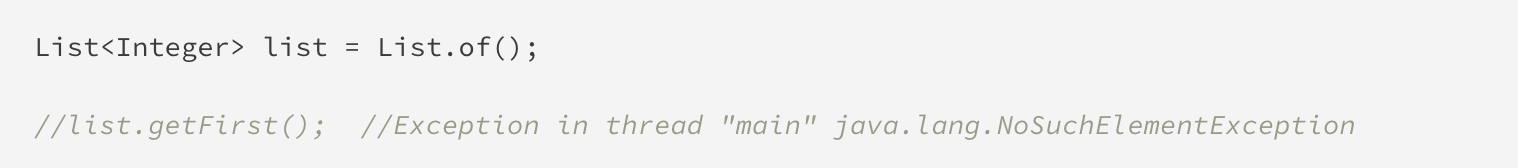 List<Integer> list = List.of();
//list.getFirst();  //Exception in thread "main" java.lang.NoSuchElementException